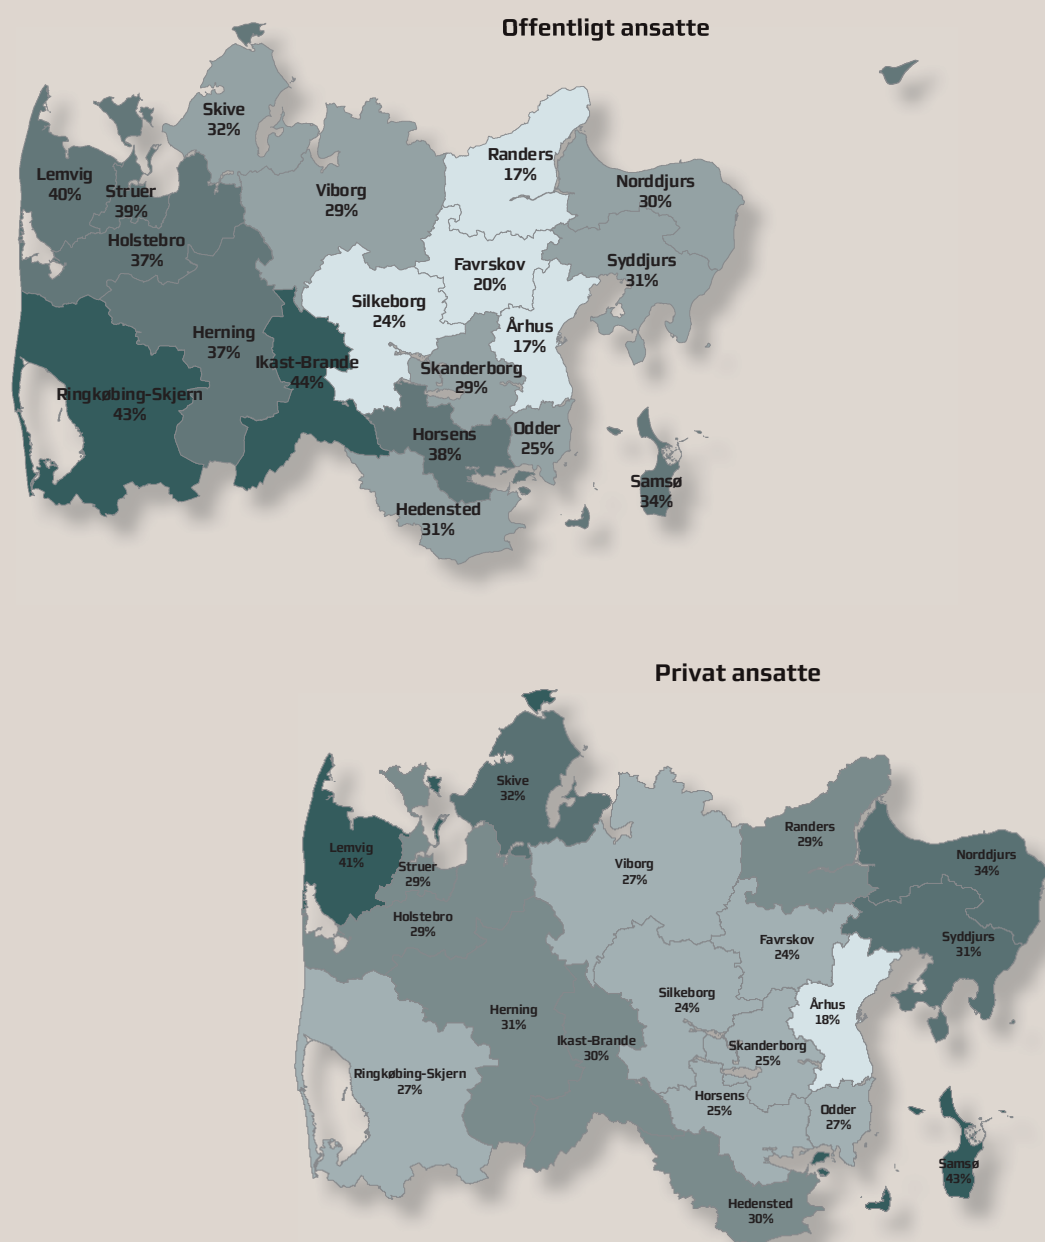 Offentligt ansatte
Skive
32%
Randers
17%
Lemvig
40%
Struer
39%
Viborg
29%
Norddjurs
30%
Holstebro
37%
Favrskov
20%
Syddjurs
31%
Silkeborg
24%
Århus
17%
Herning
37%
Ikast-Brande
44%
Skanderborg
29%
Ringkøbing-Skjern
43%
Horsens
38%
Odder
25%
Samsø
34%
Hedensted
31%
Privat ansatte
Skive
32%
Randers
29%
Lemvig
41%
Struer
29%
Viborg
27%
Norddjurs
34%
Holstebro
29%
Favrskov
24%
Syddjurs
31%
Silkeborg
24%
Århus
18%
Herning
31%
Ikast-Brande
30%
Skanderborg
25%
Ringkøbing-Skjern
27%
Horsens
25%
Odder
27%
Samsø
43%
Hedensted
30%